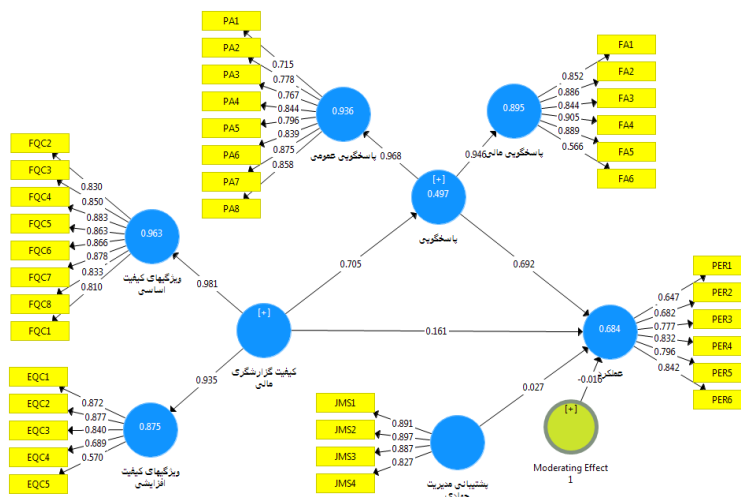 PA1
PA2
PA3
PA4
PA5
PA6
PA7
PA8
0.715
0.778
0.767
0.844
0.796
0.839
0.875
0.858
0.936
پاسخگویی عمومی
FA1
FA2
FA3
FA4
FA5
FA6
0.852
0.886
0.844
0.905
0.889
0.566
0.895
پاسخگویی مالی
0.968
0.946
[+]
0.497
پاسخگویی
FQC2
FQC3
FQC4
FQC5
FQC6
FQC7
FQC8
FQC1
0.830
0.850
0.883
0.863
0.866
0.878
0.833
0.810
0.963
ویژگیهای کیفیت
اساسی
0.981
0.705
0.692
[+]
کیفیت گزارشگری
مالی
0.161
0.935
PER1
PER2
PER3
PER4
PER5
PER6
0.647
0.682
0.777
0.832
0.796
0.842
0.684
عملکرد
EQC1
EQC2
EQC3
EQC4
EQC5
0.872
0.877
0.840
0.689
0.570
0.875
ویژگیهای کیفیت
افزایشی
JMS1
JMS2
JMS3
JMS4
0.891
0.897
0.887
0.827
پشتیبانی مدیریت
جهادی
0.027
-0.016
[+]
Moderating Effect
1